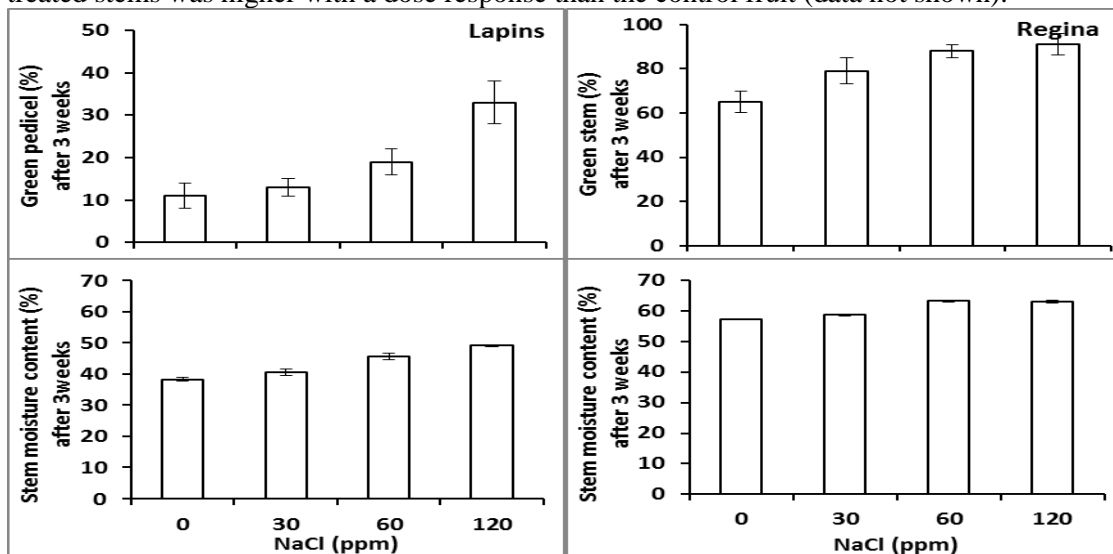 treated stems was higher with a dose response than the control fruit (data not shown).
Lapins
Green pedicel (%)
after 3 weeks
50
40
30
20
10
0
Regina
Green stem (%)
after 3 weeks
100
80
60
40
20
0
Stem moisture content (%)
after 3weeks
70
60
50
40
30
20
10
0
0 30 60 120
NaCl (ppm)
Stem moisture content (%)
after 3 weeks
70
60
50
40
30
20
10
0
0 30 60 120
NaCl (ppm)